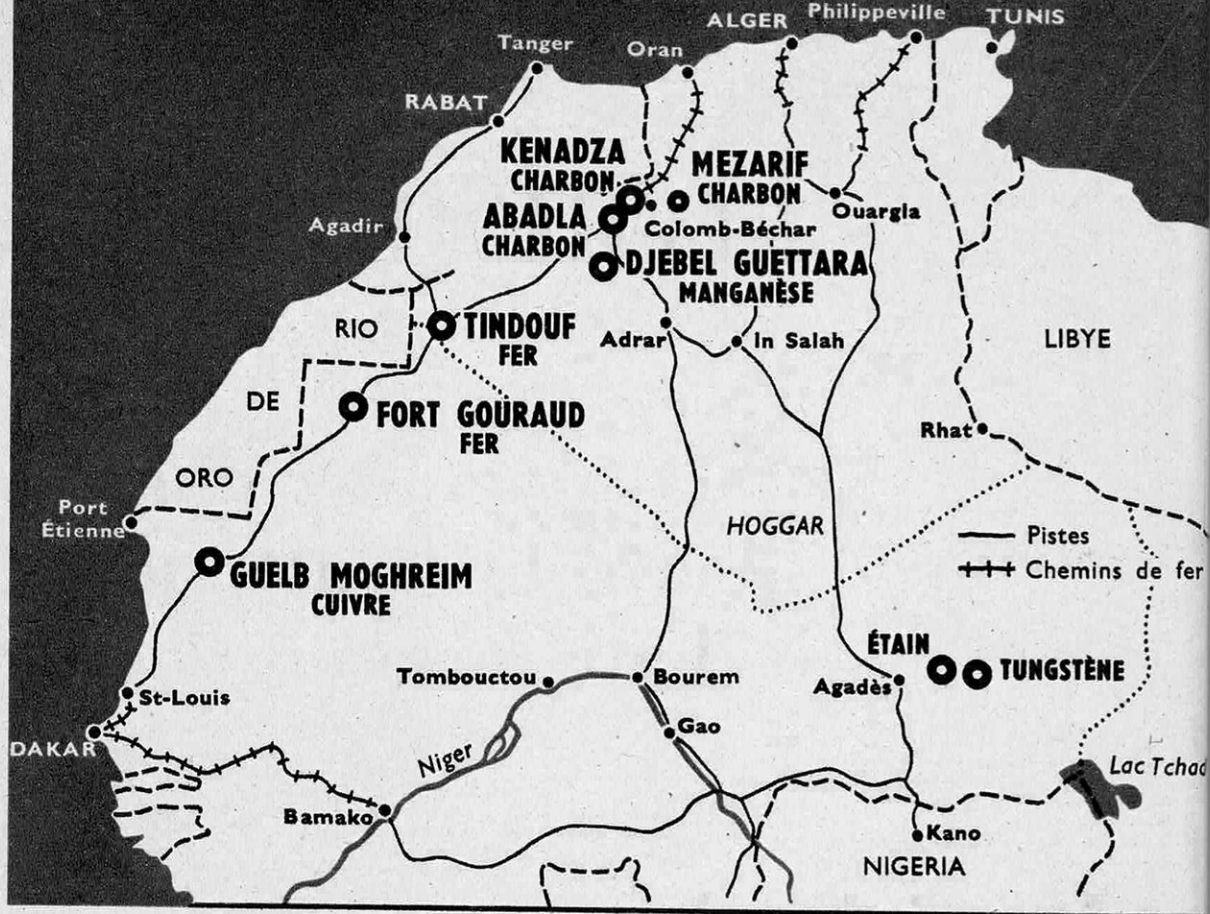 ALGER
Philippeville
TUNIS
Tanger
Oran
RABAT
KENADZA
CHARBON
MEZARIF
CHARBON
ABADLA
CHARBON
Ouargla
Agadir
Colomb-Béchar
DJEBEL GUETTARA
MANGANÈSE
RIO
TINDOUF
FER
Adrar
In Salah
LIBYE
DE
FORT GOURAUD
FER
Rhat
ORO
Port
Étienne
HOGGAR
Pistes
Chemins de fer
GUELB MOGHREIM
CUIVRE
ÉTAIN
TUNGSTÈNE
Tombouctou
Bourem
Agadès
St-Louis
Gao
DAKAR
Niger
Lac Tchad
Bamako
Kano
NIGERIA